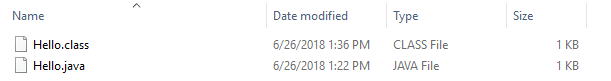 Name Date modified Type Size
Hello.class 6/26/2018 1:36 PM CLASS File 1 KB
Hello.java 6/26/2018 1:22 PM JAVA File 1 KB